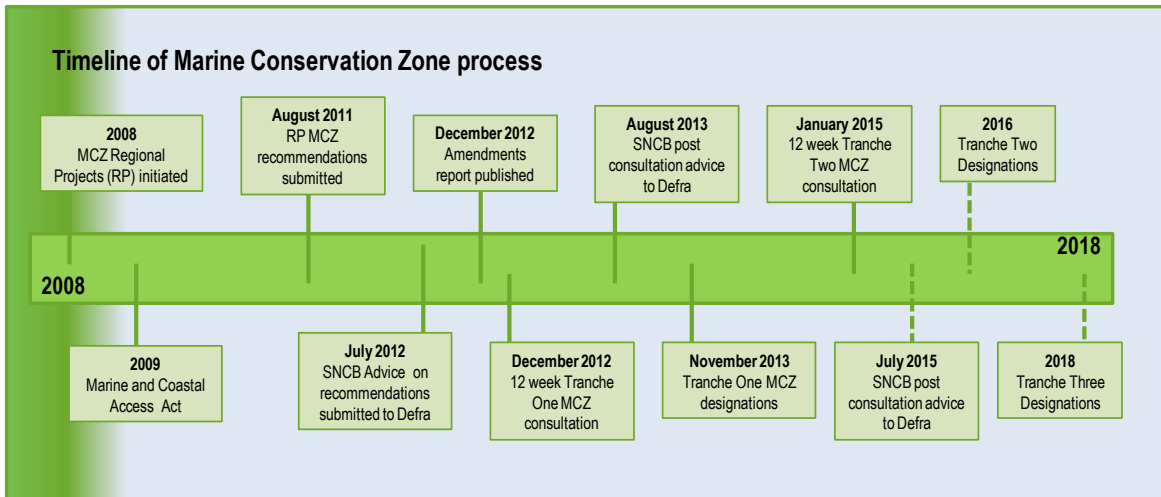 Timeline of Marine Conservation Zone process
2008
MCZ Regional
Projects (RP) initiated
August 2011
RP MCZ
recommendations
submitted
December 2012
Amendments
report published
August 2013
SNCB post
consultation advice
to Defra
January 2015
12 week Tranche
Two MCZ
consultation
2016
Tranche Two
Designations
2008
2018
2009
Marine and Coastal
Access Act
July 2012
SNCB Advice on
recommendations
submitted to Defra
December 2012
12 week Tranche
One MCZ
consultation
November 2013
Tranche One MCZ
designations
July 2015
SNCB post
consultation advice
to Defra
2018
Tranche Three
Designations